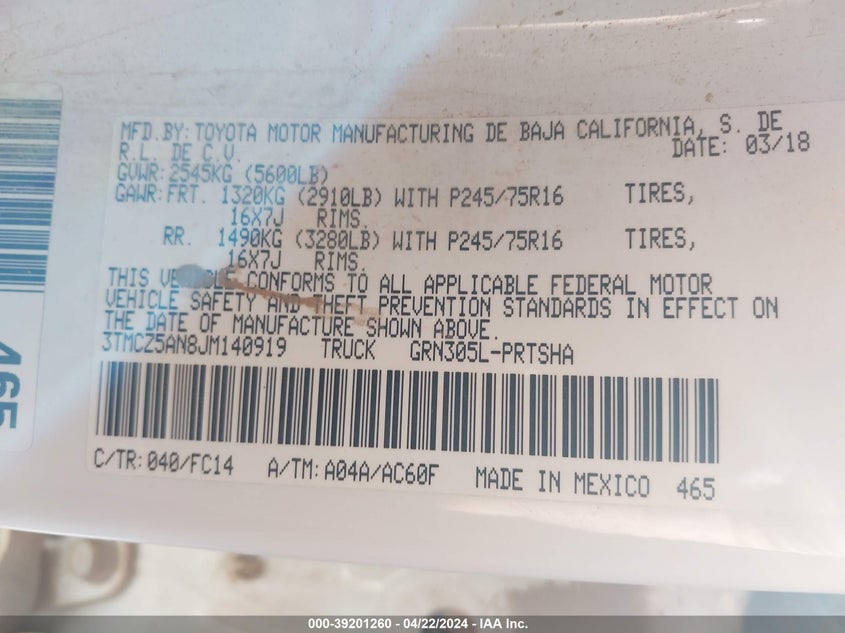 MFD.BY:TOYOTA MOTOR MANUFACTURING DE BAJA CALIFORNIA, S. DE
R.L. DE C.V. DATE: 03/18
GVWR:2545KG (5600LB)
GAWR:FRT. 1320KG (2910LB) WITH P245/75R16 TIRES,
16X7J RIMS.
RR. 1490KG (3280LB) WITH P245/75R16 TIRES,
16X7J RIMS.
THIS VEHICLE CONFORMS TO ALL APPLICABLE FEDERAL MOTOR
VEHICLE SAFETY AND THEFT PREVENTION STANDARDS IN EFFECT ON
THE DATE OF MANUFACTURE SHOWN ABOVE.
3TMCZ5AN8JM140919 TRUCK GRN305L-PRTSHA
C/TR:040/FC14 A/TM:A04A/AC60F MADE IN MEXICO 465
465
000-39201260 - 04/22/2024 - IAA Inc.